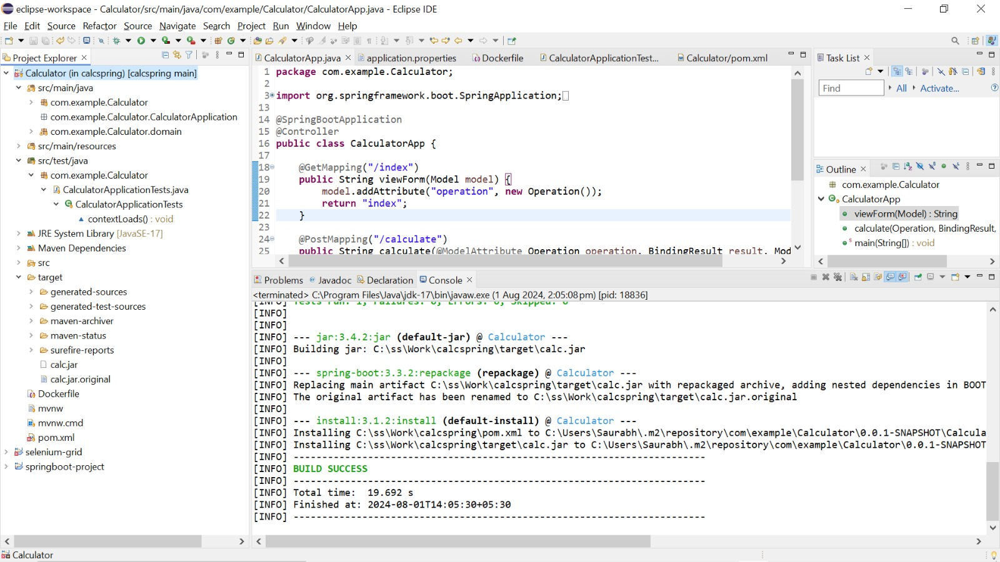 eclipse-workspace - Calculator/src/main/java/com/example/Calculator/CalculatorApp.java - Eclipse IDE
File Edit Source Refactor Source Navigate Search Project Run Window Help
Project Explorer
Calculator (in calcspring) [calcspring main]
src/main/java
com.example.Calculator
com.example.Calculator.CalculatorApplication
com.example.Calculator.domain
src/main/resources
src/test/java
com.example.Calculator
CalculatorApplicationTests.java
CalculatorApplicationTests
contextLoads() : void
JRE System Library [JavaSE-17]
Maven Dependencies
src
target
generated-sources
generated-test-sources
maven-archiver
maven-status
surefire-reports
calc.jar
calc.jar.original
Dockerfile
mvnw
mvnw.cmd
pom.xml
selenium-grid
springboot-project
CalculatorApp.java application.properties Dockerfile CalculatorApplicationTest... Calculator/pom.xml
1 package com.example.Calculator;
2
3 import org.springframework.boot.SpringApplication;
13
14 @SpringBootApplication
15 @Controller
16 public class CalculatorApp {
17
18 @GetMapping("/index")
19 public String viewForm(Model model) {
20 model.addAttribute("operation", new Operation());
21 return "index";
22 }
23
24 @PostMapping("/calculate")
25 public String calculate(@ModelAttribute Operation operation, BindingResult result, Mod
Task List
Find All Activate...
Outline
com.example.Calculator
CalculatorApp
viewForm(Model) : String
calculate(Operation, BindingResult,
main(String[]) : void
Problems Javadoc Declaration Console
<terminated> C:\Program Files\Java\jdk-17\bin\javaw.exe (1 Aug 2024, 2:05:08 pm) [pid: 18836]
[INFO] Tests run: 1, Failures: 0, Errors: 0, Skipped: 0
[INFO]
[INFO]
[INFO] --- jar:3.4.2:jar (default-jar) @ Calculator ---
[INFO] Building jar: C:\ss\Work\calcspring\target\calc.jar
[INFO]
[INFO] --- spring-boot:3.3.2:repackage (repackage) @ Calculator ---
[INFO] Replacing main artifact C:\ss\Work\calcspring\target\calc.jar with repackaged archive, adding nested dependencies in BOOT
[INFO] The original artifact has been renamed to C:\ss\Work\calcspring\target\calc.jar.original
[INFO]
[INFO] --- install:3.1.2:install (default-install) @ Calculator ---
[INFO] Installing C:\ss\Work\calcspring\pom.xml to C:\Users\Saurabh\.m2\repository\com\example\Calculator\0.0.1-SNAPSHOT\Calcula
[INFO] Installing C:\ss\Work\calcspring\target\calc.jar to C:\Users\Saurabh\.m2\repository\com\example\Calculator\0.0.1-SNAPSHOT
[INFO] ------------------------------------------------------------------------
[INFO] BUILD SUCCESS
[INFO] ------------------------------------------------------------------------
[INFO] Total time:  19.692 s
[INFO] Finished at: 2024-08-01T14:05:30+05:30
[INFO] ------------------------------------------------------------------------
Calculator